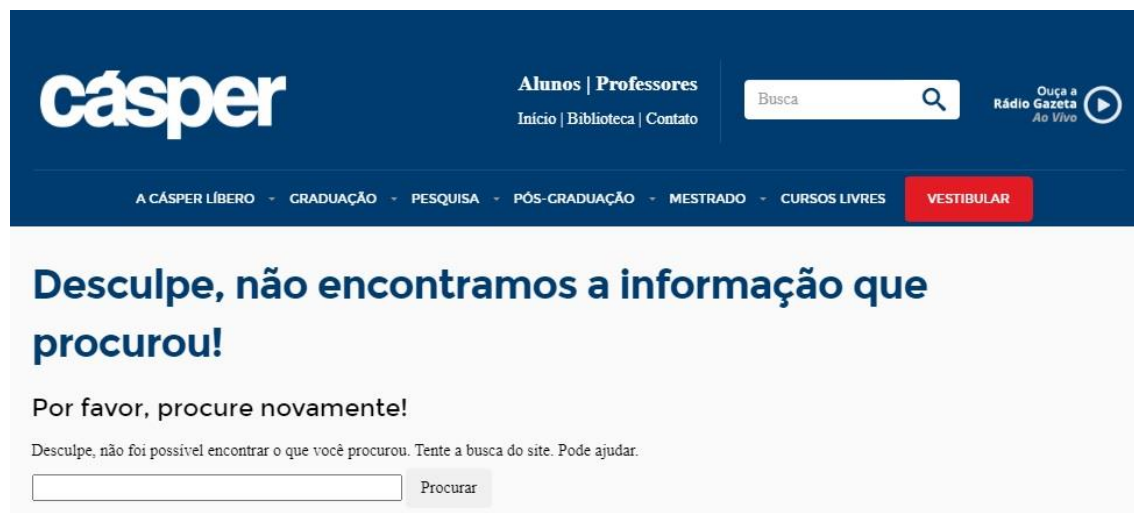 cásper
Alunos | Professores
Início | Biblioteca | Contato
Busca
Ouça a
Rádio Gazeta
Ao Vivo
A CÁSPER LÍBERO - GRADUAÇÃO - PESQUISA - PÓS-GRADUAÇÃO - MESTRADO - CURSOS LIVRES VESTIBULAR
Desculpe, não encontramos a informação que
procurou!
Por favor, procure novamente!
Desculpe, não foi possível encontrar o que você procurou. Tente a busca do site. Pode ajudar.
Procurar